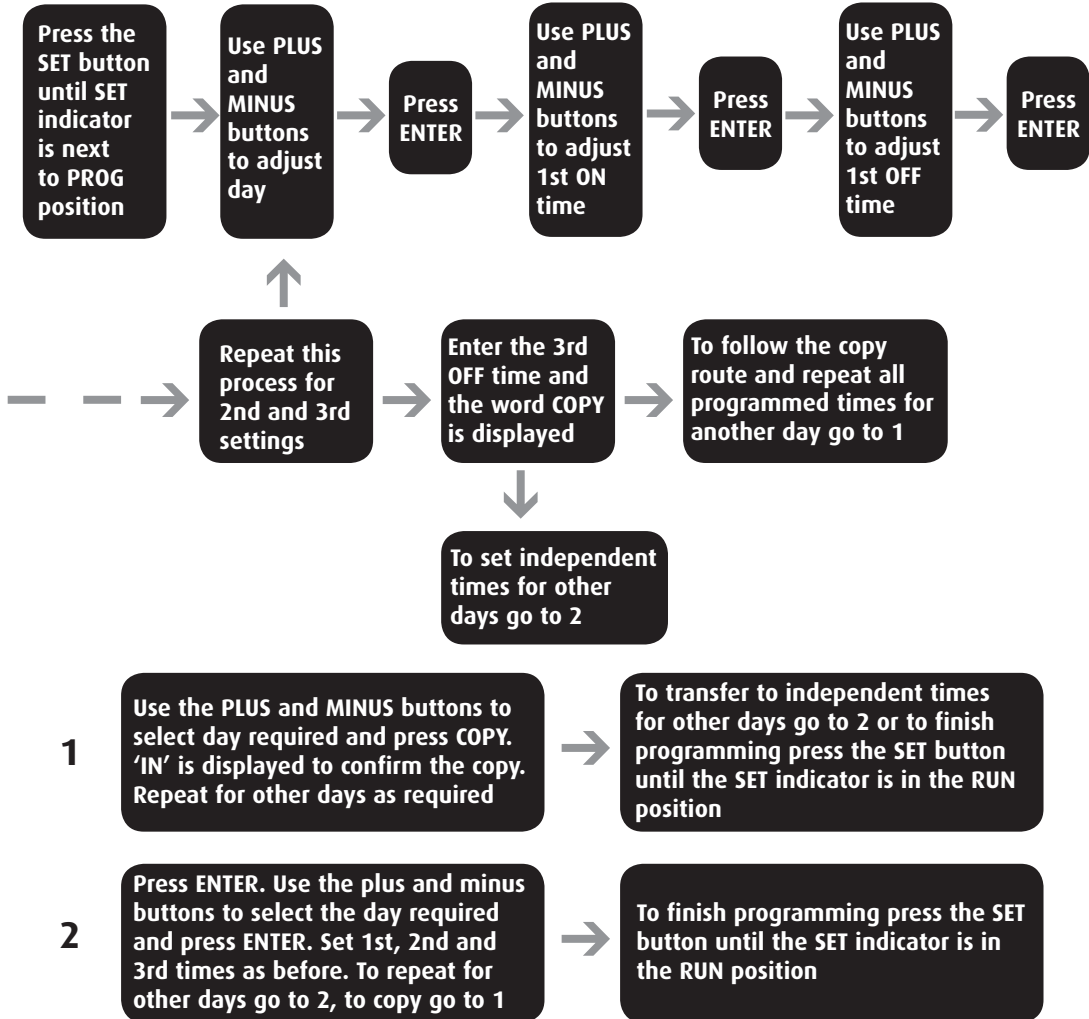 Press the
SET button
until SET
indicator
is next
to PROG
position
Use PLUS
and
MINUS
buttons
to adjust
day
Press
ENTER
Use PLUS
and
MINUS
buttons
to adjust
1st ON
time
Press
ENTER
Use PLUS
and
MINUS
buttons
to adjust
1st OFF
time
Press
ENTER
Repeat this
process for
2nd and 3rd
settings
Enter the 3rd
OFF time and
the word COPY
is displayed
To follow the copy
route and repeat all
programmed times for
another day go to 1
To set independent
times for other
days go to 2
1
Use the PLUS and MINUS buttons to
select day required and press COPY.
‘IN’ is displayed to confirm the copy.
Repeat for other days as required
To transfer to independent times
for other days go to 2 or to finish
programming press the SET button
until the SET indicator is in the RUN
position
2
Press ENTER. Use the plus and minus
buttons to select the day required
and press ENTER. Set 1st, 2nd and
3rd times as before. To repeat for
other days go to 2, to copy go to 1
To finish programming press the SET
button until the SET indicator is in
the RUN position